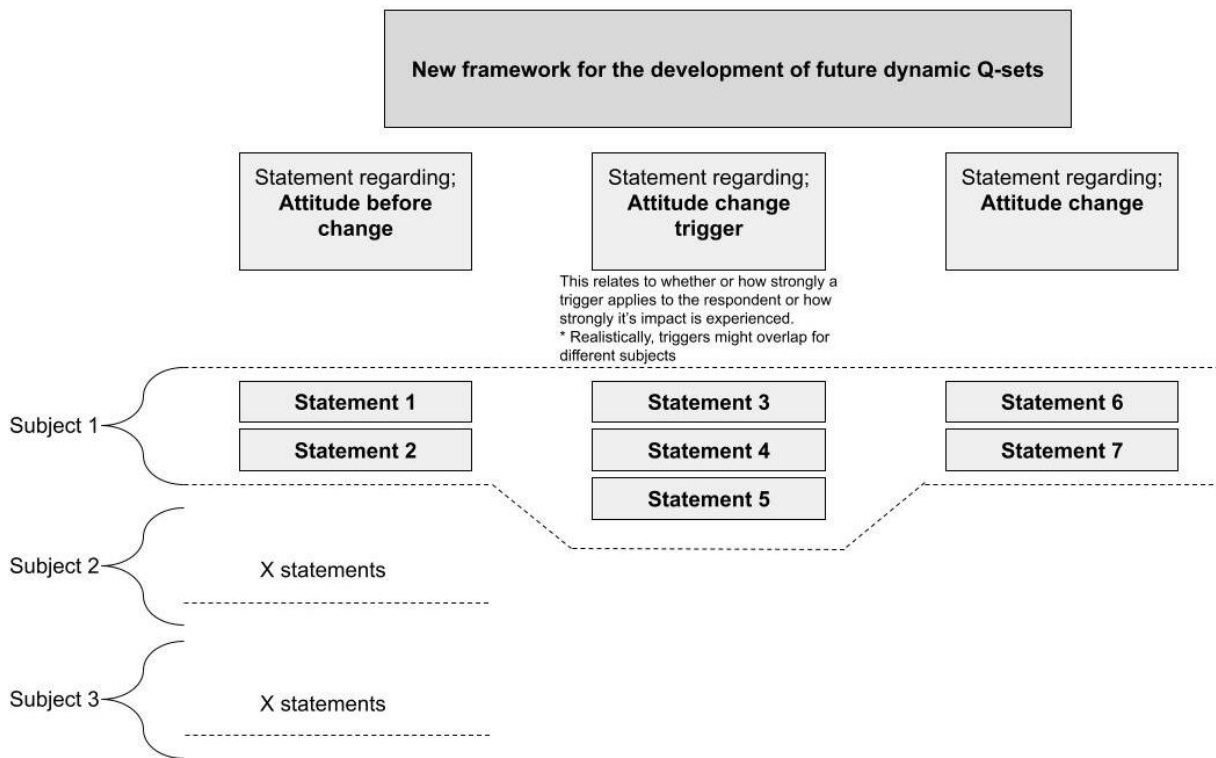 New framework for the development of future dynamic Q-sets
Statement regarding;
Attitude before
change
Statement regarding;
Attitude change
trigger
Statement regarding;
Attitude change
This relates to whether or how strongly a
trigger applies to the respondent or how
strongly it's impact is experienced.
* Realistically, triggers might overlap for
different subjects
Subject 1
Statement 1
Statement 2
Statement 3
Statement 4
Statement 5
Statement 6
Statement 7
Subject 2
X statements
Subject 3
X statements